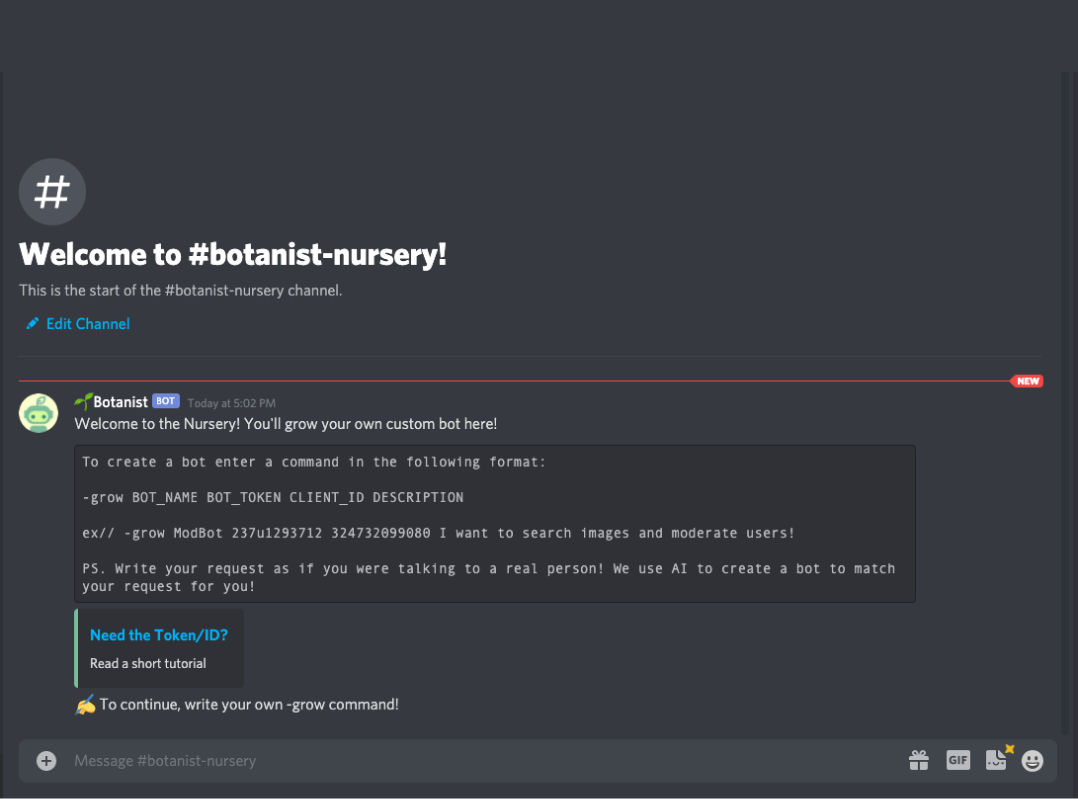 #
Welcome to #botanist-nursery!
This is the start of the #botanist-nursery channel.
Edit Channel
NEW
🌱Botanist BOT Today at 5:02 PM
Welcome to the Nursery! You'll grow your own custom bot here!
To create a bot enter a command in the following format:
-grow BOT_NAME BOT_TOKEN CLIENT_ID DESCRIPTION
ex// -grow ModBot 237u1293712 324732099080 I want to search images and moderate users!
PS. Write your request as if you were talking to a real person! We use AI to create a bot to match
your request for you!
Need the Token/ID?
Read a short tutorial
✍️ To continue, write your own -grow command!
Message #botanist-nursery
GIF